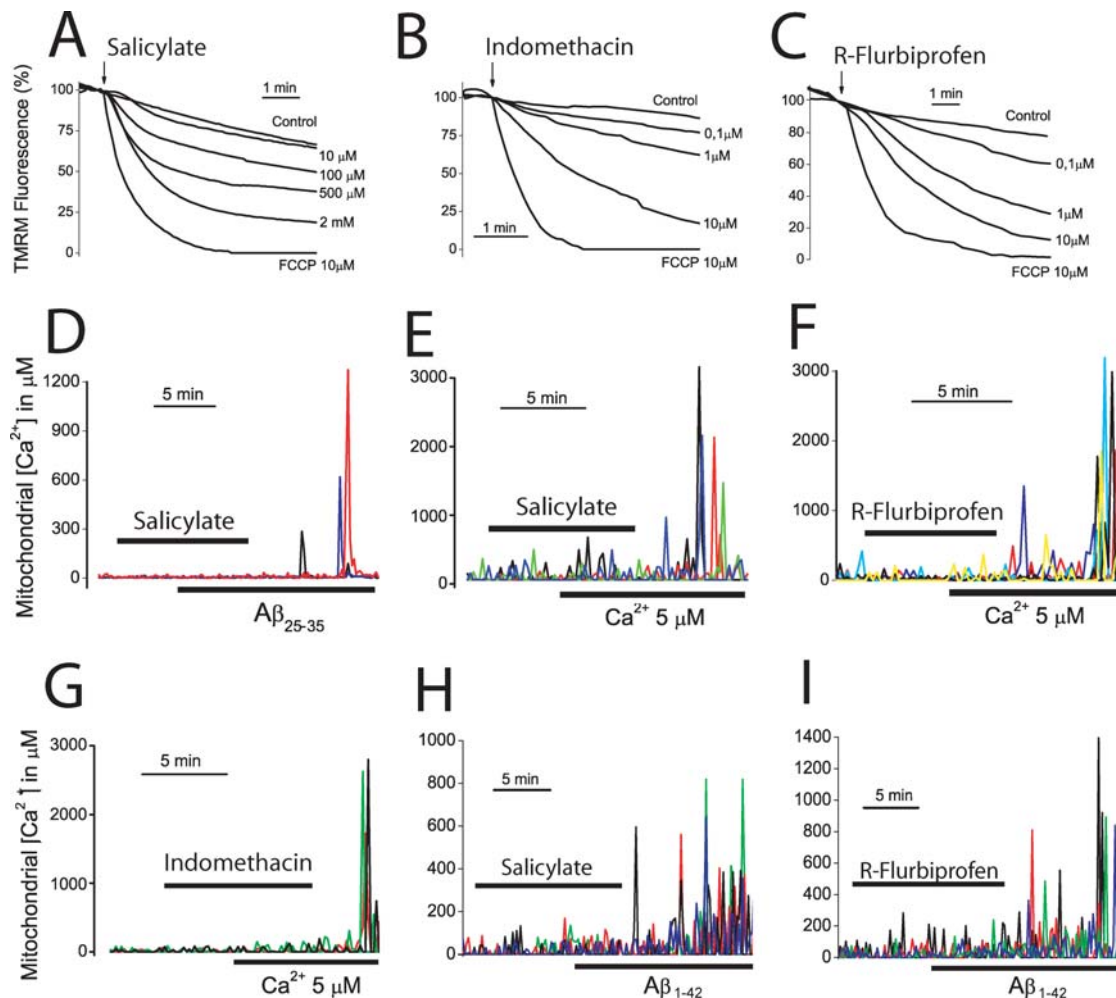 A
Salicylate
TMRM Fluorescence (%)
100
75
50
25
0
1 min
Control
10 μM
100 μM
500 μM
2 mM
FCCP 10μM
B
Indomethacin
100
75
50
25
0
1 min
Control
0,1μM
1μM
10μM
FCCP 10μM
C
R-Flurbiprofen
100
80
60
40
20
0
1 min
Control
0,1μM
1μM
10μM
FCCP 10μM
D
Mitochondrial [Ca2+] in μM
1200
900
600
300
0
5 min
Salicylate
Aβ25-35
E
3000
2000
1000
0
5 min
Salicylate
Ca2+ 5 μM
F
3000
2000
1000
0
5 min
R-Flurbiprofen
Ca2+ 5 μM
G
Mitochondrial [Ca2+] in μM
3000
2000
1000
0
5 min
Indomethacin
Ca2+ 5 μM
H
1000
800
600
400
200
0
5 min
Salicylate
Aβ1-42
I
1400
1200
1000
800
600
400
200
0
5 min
R-Flurbiprofen
Aβ1-42